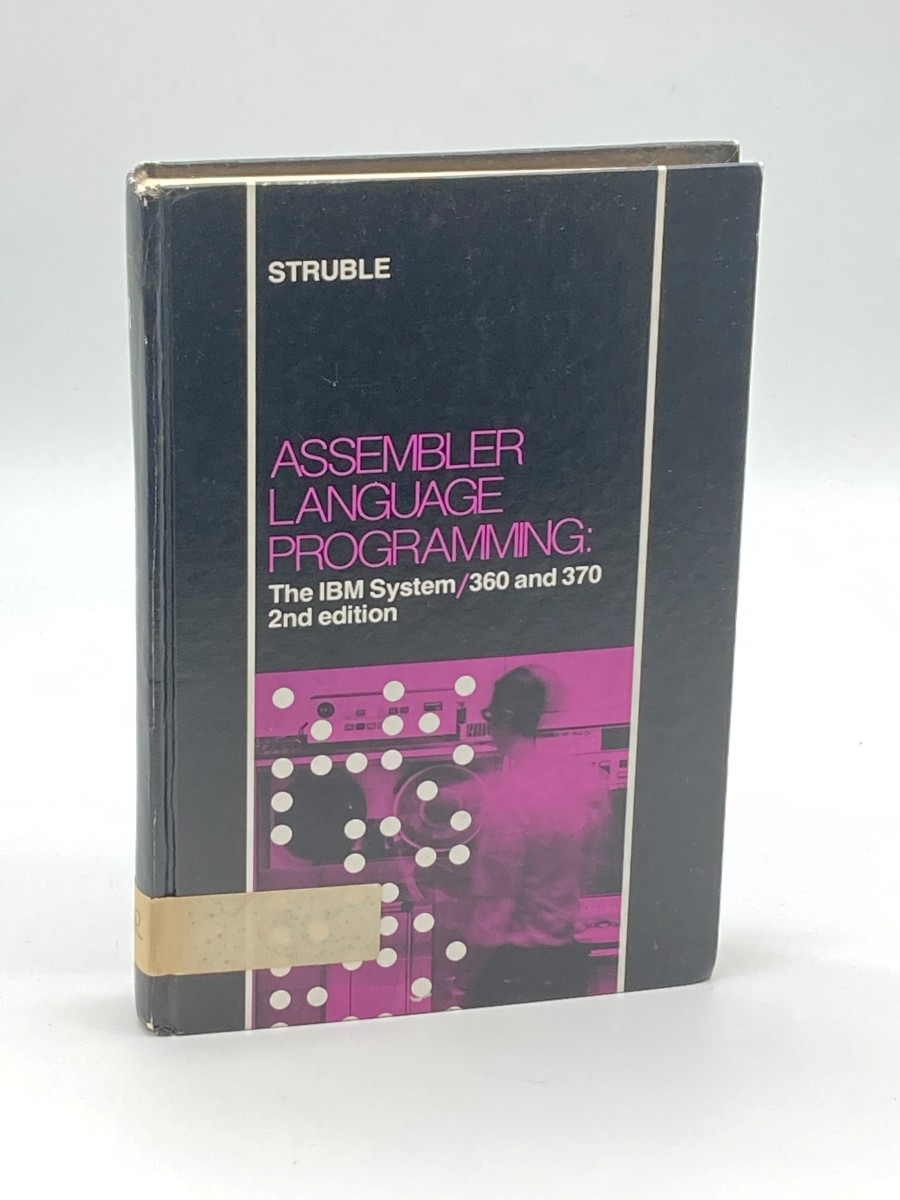 STRUBLE
ASSEMBLER
LANGUAGE
PROGRAMMING:
The IBM System/360 and 370
2nd edition